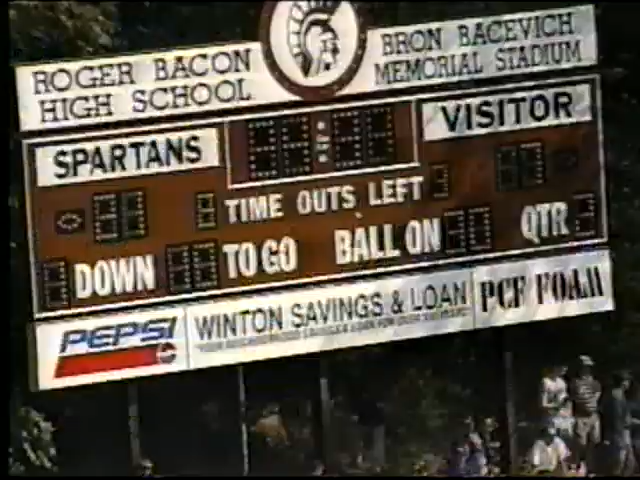 ROGER BACON
HIGH SCHOOL
BRON BACEVICH
MEMORIAL STADIUM
SPARTANS
VISITOR
TIME OUTS LEFT
DOWN
TO GO
BALL ON
QTR
PEPSI
WINTON SAVINGS & LOAN
PCF FOAM